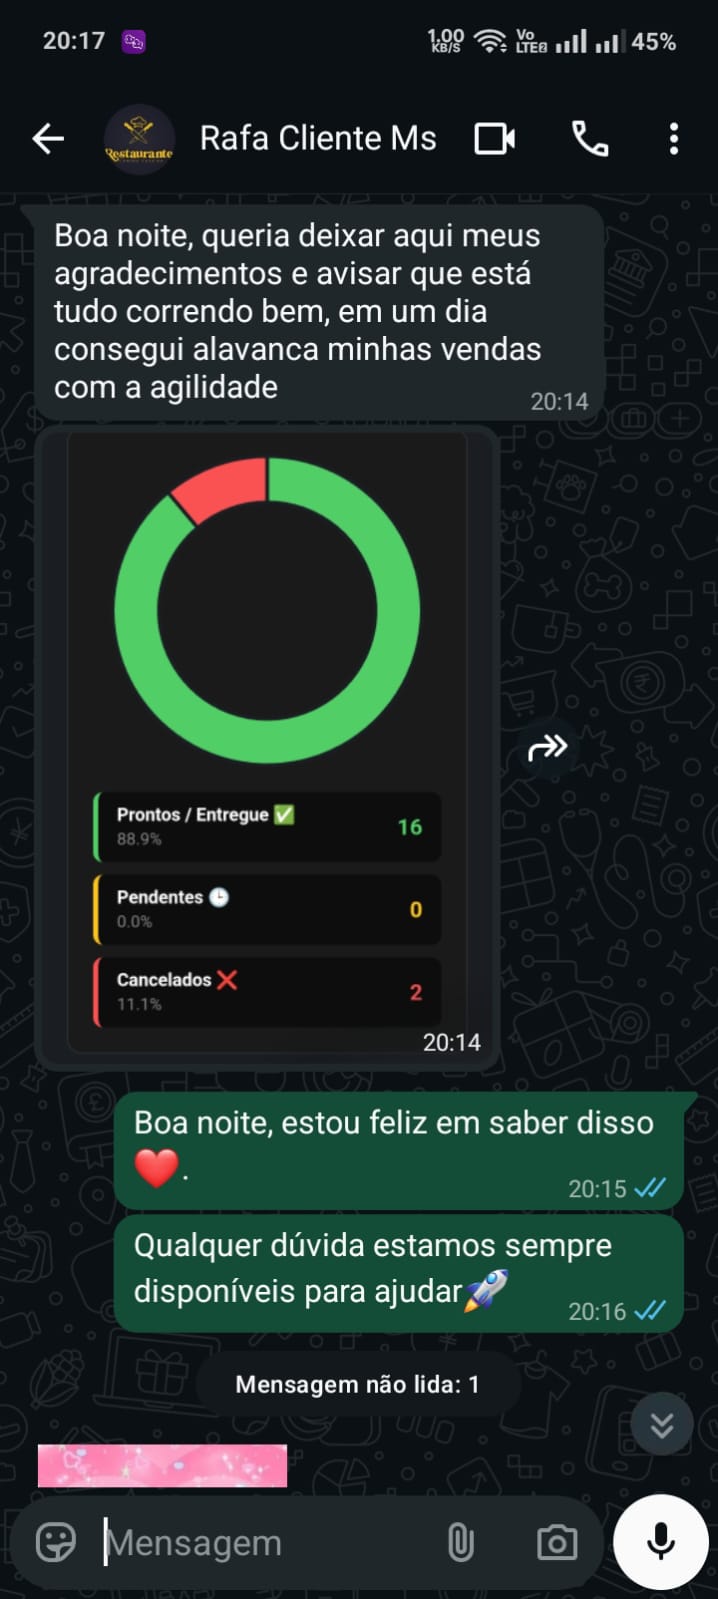 20:17
1,00 KB/S Vo LTE2 45%
Restaurante
Rafa Cliente Ms
Boa noite, queria deixar aqui meus
agradecimentos e avisar que está
tudo correndo bem, em um dia
consegui alavanca minhas vendas
com a agilidade
20:14
Prontos / Entregue ✅
16
88.9%
Pendentes 🕒
0
0.0%
Cancelados ❌
2
11.1%
20:14
Boa noite, estou feliz em saber disso
❤️.
20:15
Qualquer dúvida estamos sempre
disponíveis para ajudar🚀
20:16
Mensagem não lida: 1
Mensagem